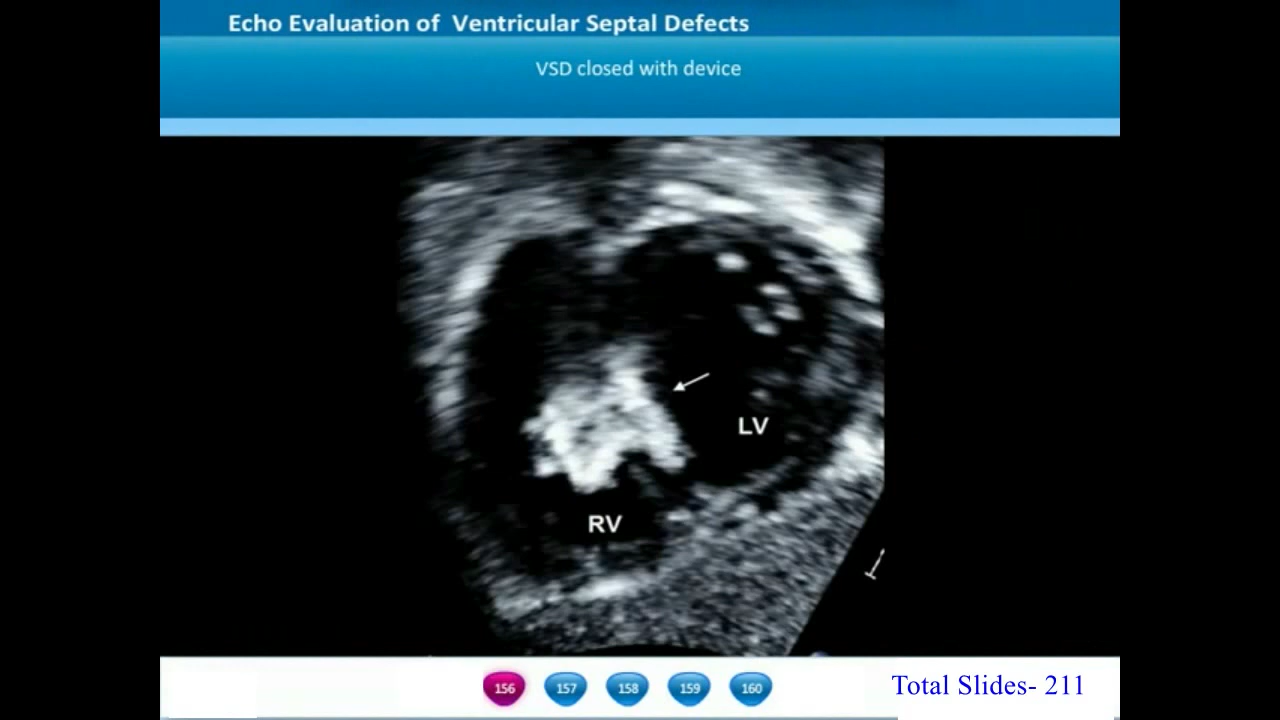 Echo Evaluation of Ventricular Septal Defects
VSD closed with device
LV
RV
156 157 158 159 160
Total Slides- 211